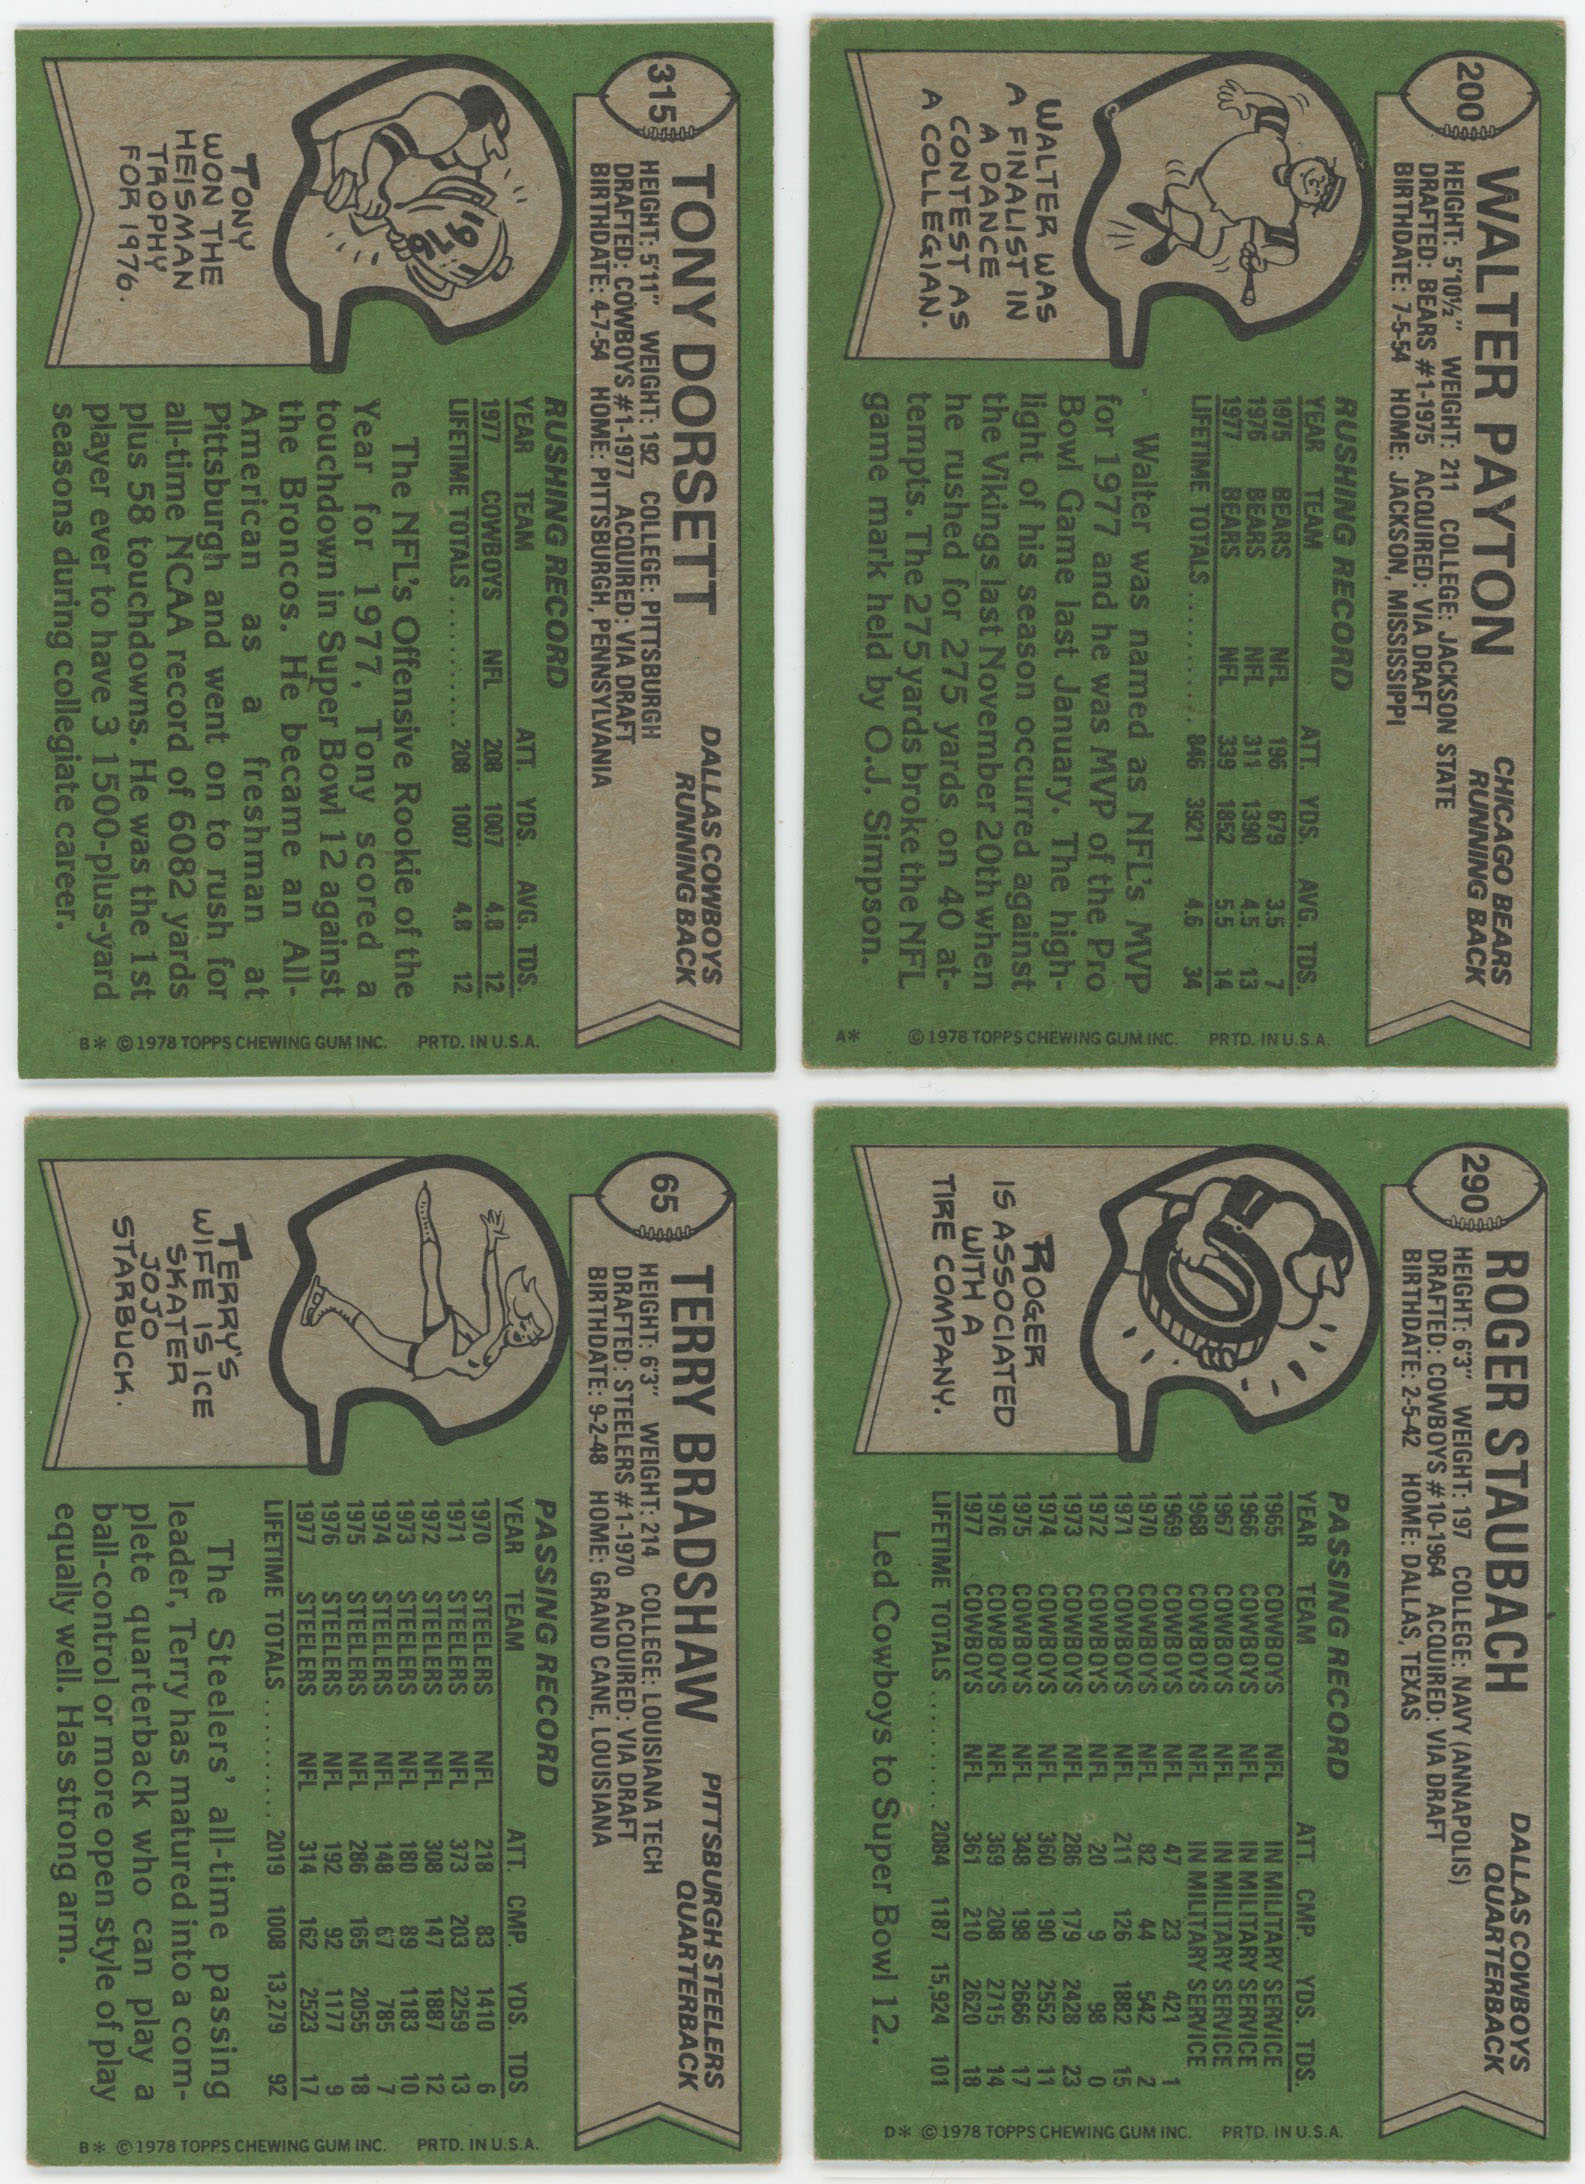 315
TONY DORSETT
DALLAS COWBOYS
RUNNING BACK
HEIGHT: 5'11" WEIGHT: 192 COLLEGE: PITTSBURGH
DRAFTED: COWBOYS #1-1977 ACQUIRED: VIA DRAFT
BIRTHDATE: 4-7-54 HOME: PITTSBURGH, PENNSYLVANIA
1976
TONY
WON THE
HEISMAN
TROPHY
FOR 1976.
RUSHING RECORD
YEAR TEAM ATT. YDS. AVG. TDS.
1977 COWBOYS NFL 208 1007 4.8 12
LIFETIME TOTALS .......... 208 1007 4.8 12
The NFL's Offensive Rookie of the
Year for 1977, Tony scored a
touchdown in Super Bowl 12 against
the Broncos. He became an All-
American as a freshman at
Pittsburgh and went on to rush for
all-time NCAA record of 6082 yards
plus 58 touchdowns. He was the 1st
player ever to have 3 1500-plus-yard
seasons during collegiate career.
B* ©1978 TOPPS CHEWING GUM INC. PRTD. IN U.S.A.
200
WALTER PAYTON
CHICAGO BEARS
RUNNING BACK
HEIGHT: 5'10½" WEIGHT: 211 COLLEGE: JACKSON STATE
DRAFTED: BEARS #1-1975 ACQUIRED: VIA DRAFT
BIRTHDATE: 7-5-54 HOME: JACKSON, MISSISSIPPI
WALTER WAS
A FINALIST IN
A DANCE
CONTEST AS
A COLLEGIAN.
RUSHING RECORD
YEAR TEAM ATT. YDS. AVG. TDS.
1975 BEARS NFL 196 679 3.5 7
1976 BEARS NFL 311 1390 4.5 13
1977 BEARS NFL 339 1852 5.5 14
LIFETIME TOTALS .......... 846 3921 4.6 34
Walter was named as NFL's MVP
for 1977 and he was MVP of the Pro
Bowl Game last January. The high-
light of his season occurred against
the Vikings last November 20th when
he rushed for 275 yards on 40 at-
tempts. The 275 yards broke the NFL
game mark held by O.J. Simpson.
A* ©1978 TOPPS CHEWING GUM INC. PRTD. IN U.S.A.
65
TERRY BRADSHAW
PITTSBURGH STEELERS
QUARTERBACK
HEIGHT: 6'3" WEIGHT: 214 COLLEGE: LOUISIANA TECH
DRAFTED: STEELERS #1-1970 ACQUIRED: VIA DRAFT
BIRTHDATE: 9-2-48 HOME: GRAND CANE, LOUISIANA
TERRY'S
WIFE IS ICE
SKATER
JOJO
STARBUCK.
PASSING RECORD
YEAR TEAM ATT. CMP. YDS. TDS
1970 STEELERS NFL 218 83 1410 6
1971 STEELERS NFL 373 203 2259 13
1972 STEELERS NFL 308 147 1887 12
1973 STEELERS NFL 180 89 1183 10
1974 STEELERS NFL 148 67 785 7
1975 STEELERS NFL 286 165 2055 18
1976 STEELERS NFL 192 92 1177 9
1977 STEELERS NFL 314 162 2523 17
LIFETIME TOTALS .......... 2019 1008 13,279 92
The Steelers' all-time passing
leader, Terry has matured into a com-
plete quarterback who can play a
ball-control or more open style of play
equally well. Has strong arm.
B* ©1978 TOPPS CHEWING GUM INC. PRTD. IN U.S.A.
290
ROGER STAUBACH
DALLAS COWBOYS
QUARTERBACK
HEIGHT: 6'3" WEIGHT: 197 COLLEGE: NAVY (ANNAPOLIS)
DRAFTED: COWBOYS #10-1964 ACQUIRED: VIA DRAFT
BIRTHDATE: 2-5-42 HOME: DALLAS, TEXAS
ROGER
IS ASSOCIATED
WITH A
TIRE COMPANY.
PASSING RECORD
YEAR TEAM ATT. CMP. YDS. TDS.
1965 COWBOYS NFL IN MILITARY SERVICE
1966 COWBOYS NFL IN MILITARY SERVICE
1967 COWBOYS NFL IN MILITARY SERVICE
1968 COWBOYS NFL IN MILITARY SERVICE
1969 COWBOYS NFL 47 23 421 1
1970 COWBOYS NFL 82 44 542 2
1971 COWBOYS NFL 211 126 1882 15
1972 COWBOYS NFL 20 9 98 0
1973 COWBOYS NFL 286 179 2428 23
1974 COWBOYS NFL 360 190 2552 11
1975 COWBOYS NFL 348 198 2666 17
1976 COWBOYS NFL 369 208 2715 14
1977 COWBOYS NFL 361 210 2620 18
LIFETIME TOTALS .......... 2084 1187 15,924 101
Led Cowboys to Super Bowl 12.
D* ©1978 TOPPS CHEWING GUM INC. PRTD. IN U.S.A.